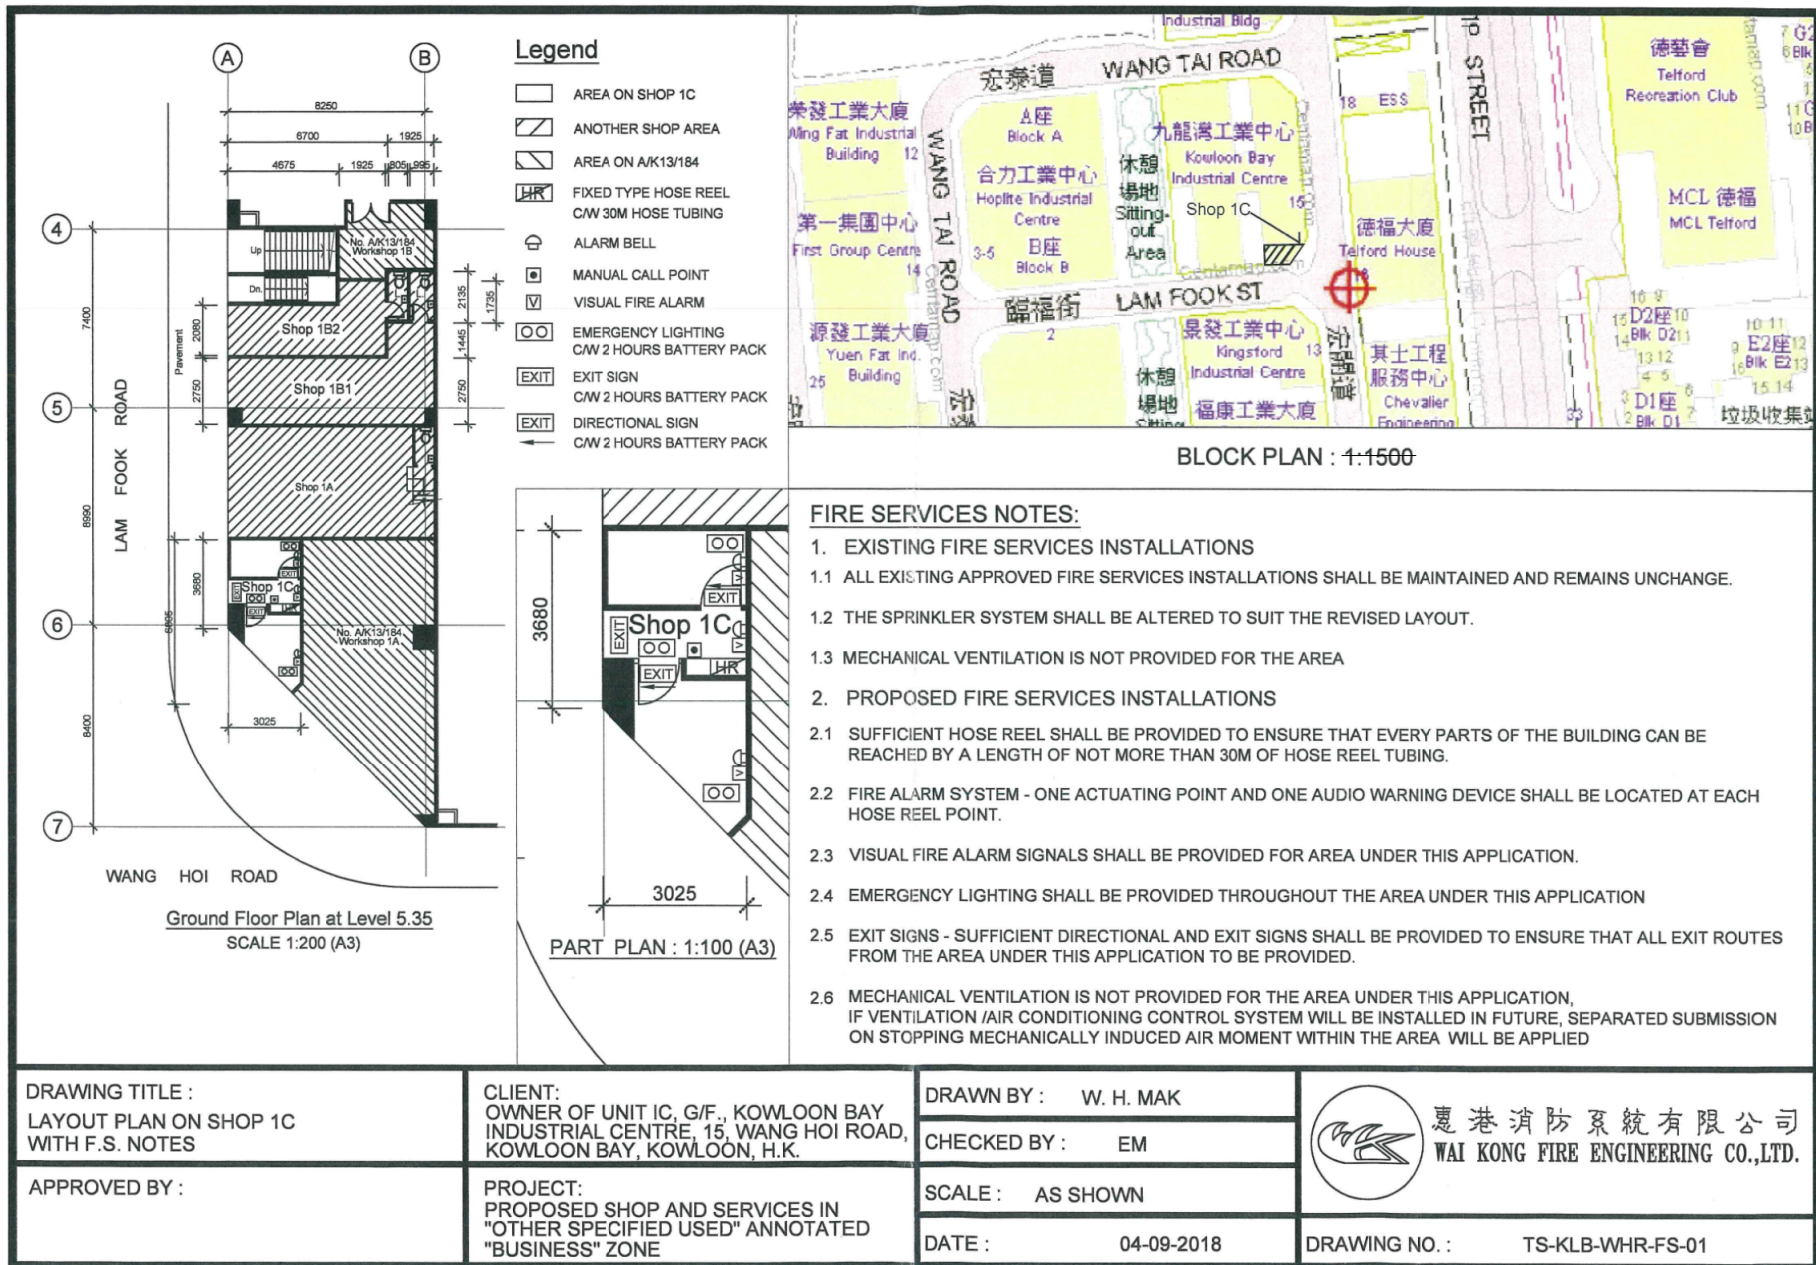 A
B
8250
6700
1925
4675
1925
805
995
4
5
6
7
Up
Dn.
No. A/K13/184
Workshop 1B
Shop 1B2
Shop 1B1
Shop 1A
Shop 1C
EXIT
EXIT
EXIT
HR
No. A/K13/184
Workshop 1A
Pavement
LAM FOOK ROAD
7400
8990
8400
2080
2750
3680
2135
1735
1445
2750
3025
WANG HOI ROAD
Ground Floor Plan at Level 5.35
SCALE 1:200 (A3)
Legend
AREA ON SHOP 1C
ANOTHER SHOP AREA
AREA ON A/K13/184
HR FIXED TYPE HOSE REEL
C/W 30M HOSE TUBING
ALARM BELL
MANUAL CALL POINT
V VISUAL FIRE ALARM
EMERGENCY LIGHTING
C/W 2 HOURS BATTERY PACK
EXIT EXIT SIGN
C/W 2 HOURS BATTERY PACK
EXIT DIRECTIONAL SIGN
C/W 2 HOURS BATTERY PACK
3680
EXIT
EXIT
EXIT
V
V
V
HR
Shop 1C
3025
PART PLAN : 1:100 (A3)
Industrial Bldg
宏泰道 WANG TAI ROAD
榮發工業大廈
Wing Fat Industrial
Building 12
A座
Block A
合力工業中心
Hoplite Industrial
Centre
B座
Block B
3-5
WANG TAI ROAD
第一集團中心
First Group Centre
14
源發工業大廈
Yuen Fat Ind.
Building
25
休憩
場地
Sitting-
out
Area
九龍灣工業中心
Kowloon Bay
Industrial Centre
15
Shop 1C
Centamap.com
臨福街 LAM FOOK ST
2
景發工業中心
Kingsford 13
Industrial Centre
福康工業大廈
休憩
場地
Sitting
18 ESS
STREET
德福大廈
Telford House
宏開道
其士工程
服務中心
Chevalier
Engineering
德藝會
Telford
Recreation Club
MCL 德福
MCL Telford
D2座
Blk D2
E2座
Blk E2
D1座
Blk D1
33
垃圾收集
BLOCK PLAN : 1:1500
FIRE SERVICES NOTES:
1. EXISTING FIRE SERVICES INSTALLATIONS
1.1 ALL EXISTING APPROVED FIRE SERVICES INSTALLATIONS SHALL BE MAINTAINED AND REMAINS UNCHANGE.
1.2 THE SPRINKLER SYSTEM SHALL BE ALTERED TO SUIT THE REVISED LAYOUT.
1.3 MECHANICAL VENTILATION IS NOT PROVIDED FOR THE AREA
2. PROPOSED FIRE SERVICES INSTALLATIONS
2.1 SUFFICIENT HOSE REEL SHALL BE PROVIDED TO ENSURE THAT EVERY PARTS OF THE BUILDING CAN BE
REACHED BY A LENGTH OF NOT MORE THAN 30M OF HOSE REEL TUBING.
2.2 FIRE ALARM SYSTEM - ONE ACTUATING POINT AND ONE AUDIO WARNING DEVICE SHALL BE LOCATED AT EACH
HOSE REEL POINT.
2.3 VISUAL FIRE ALARM SIGNALS SHALL BE PROVIDED FOR AREA UNDER THIS APPLICATION.
2.4 EMERGENCY LIGHTING SHALL BE PROVIDED THROUGHOUT THE AREA UNDER THIS APPLICATION
2.5 EXIT SIGNS - SUFFICIENT DIRECTIONAL AND EXIT SIGNS SHALL BE PROVIDED TO ENSURE THAT ALL EXIT ROUTES
FROM THE AREA UNDER THIS APPLICATION TO BE PROVIDED.
2.6 MECHANICAL VENTILATION IS NOT PROVIDED FOR THE AREA UNDER THIS APPLICATION,
IF VENTILATION /AIR CONDITIONING CONTROL SYSTEM WILL BE INSTALLED IN FUTURE, SEPARATED SUBMISSION
ON STOPPING MECHANICALLY INDUCED AIR MOMENT WITHIN THE AREA WILL BE APPLIED
DRAWING TITLE :
LAYOUT PLAN ON SHOP 1C
WITH F.S. NOTES
APPROVED BY :
CLIENT:
OWNER OF UNIT IC, G/F., KOWLOON BAY
INDUSTRIAL CENTRE, 15, WANG HOI ROAD,
KOWLOON BAY, KOWLOON, H.K.
PROJECT:
PROPOSED SHOP AND SERVICES IN
"OTHER SPECIFIED USED" ANNOTATED
"BUSINESS" ZONE
DRAWN BY : W. H. MAK
CHECKED BY : EM
SCALE : AS SHOWN
DATE : 04-09-2018
惠港消防系統有限公司
WAI KONG FIRE ENGINEERING CO.,LTD.
DRAWING NO. : TS-KLB-WHR-FS-01